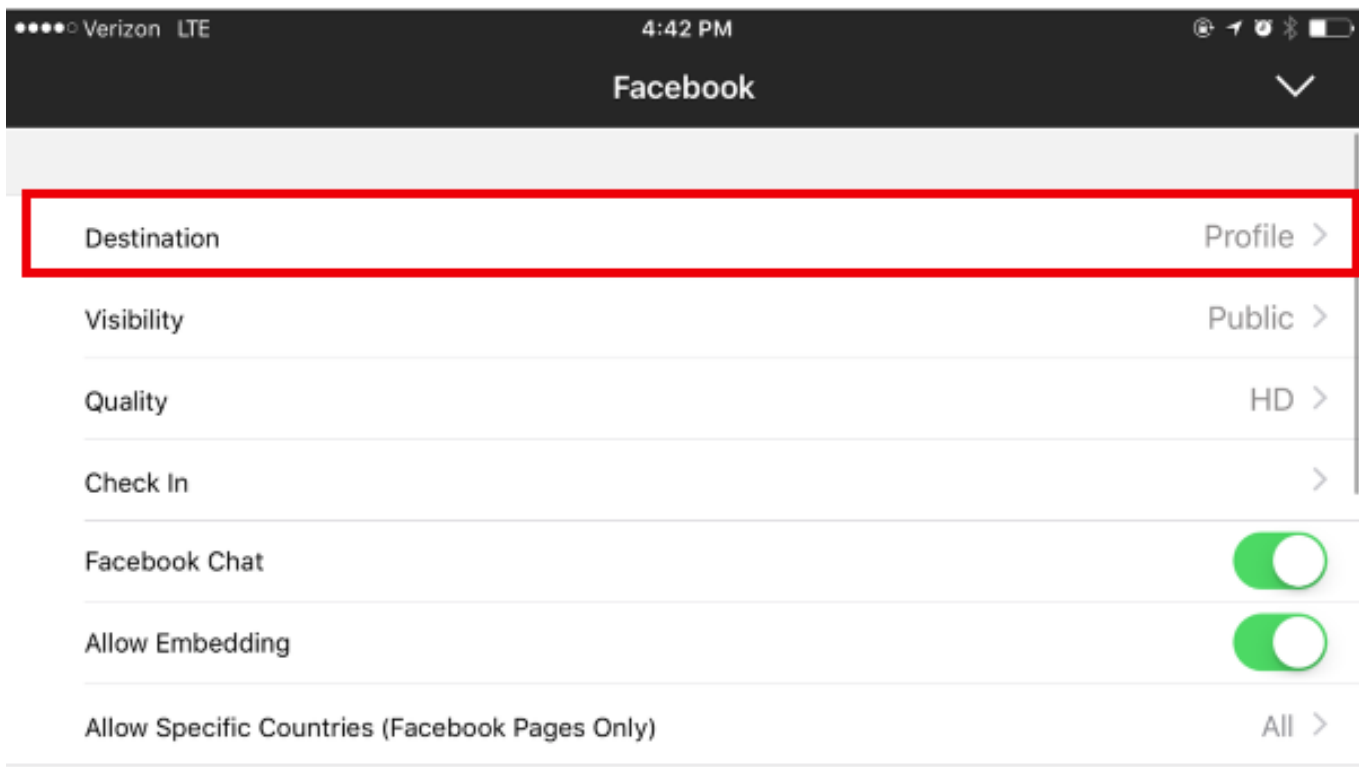 Verizon LTE 4:42 PM
Facebook
Destination Profile
Visibility Public
Quality HD
Check In
Facebook Chat
Allow Embedding
Allow Specific Countries (Facebook Pages Only) All